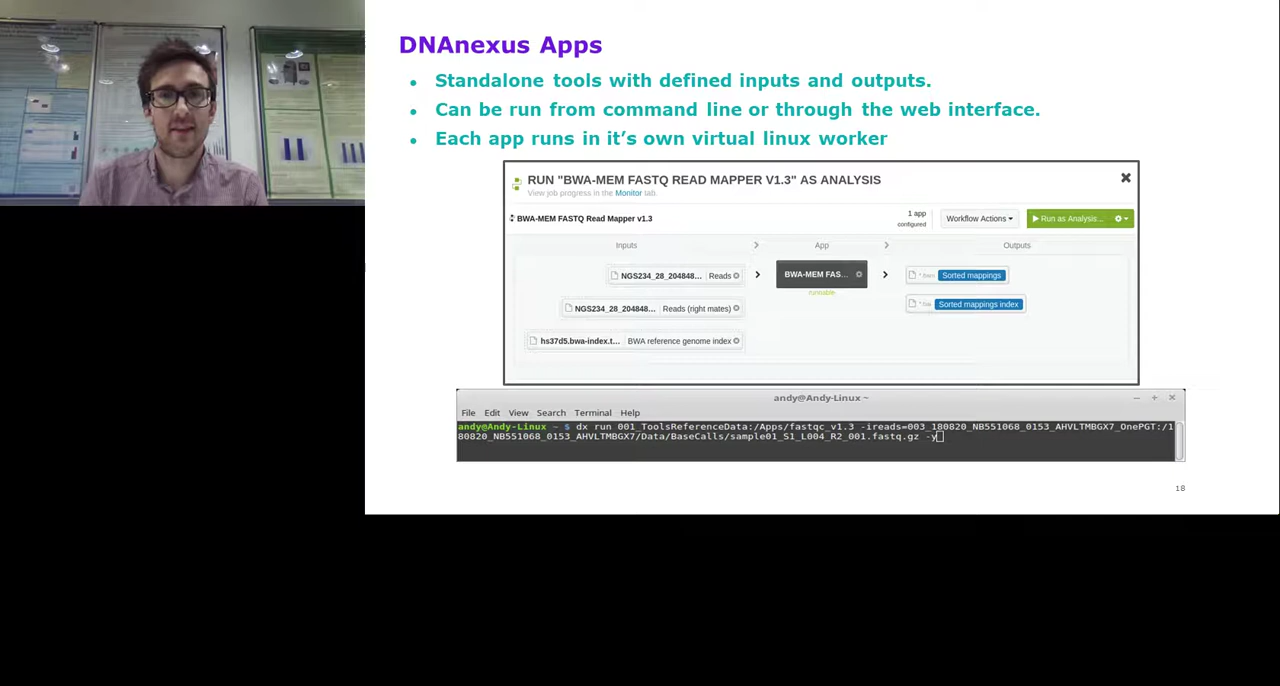 DNAnexus Apps
• Standalone tools with defined inputs and outputs.
• Can be run from command line or through the web interface.
• Each app runs in it's own virtual linux worker
RUN "BWA-MEM FASTQ READ MAPPER V1.3" AS ANALYSIS
View job progress in the Monitor tab.
BWA-MEM FASTQ Read Mapper v1.3
1 app
configured
Workflow Actions
Run as Analysis...
Inputs
App
Outputs
NGS234_28_204848... Reads
BWA-MEM FAS...
runnable
Sorted mappings
NGS234_28_204848... Reads (right mates)
Sorted mappings index
hs37d5.bwa-index.t... BWA reference genome index
andy@Andy-Linux ~
File Edit View Search Terminal Help
andy@Andy-Linux ~ $ dx run 001_ToolsReferenceData:/Apps/fastqc_v1.3 -ireads=003_180820_NB551068_0153_AHVLTMBGX7_OnePGT:/1
80820_NB551068_0153_AHVLTMBGX7/Data/BaseCalls/sample01_S1_L004_R2_001.fastq.gz -y
18